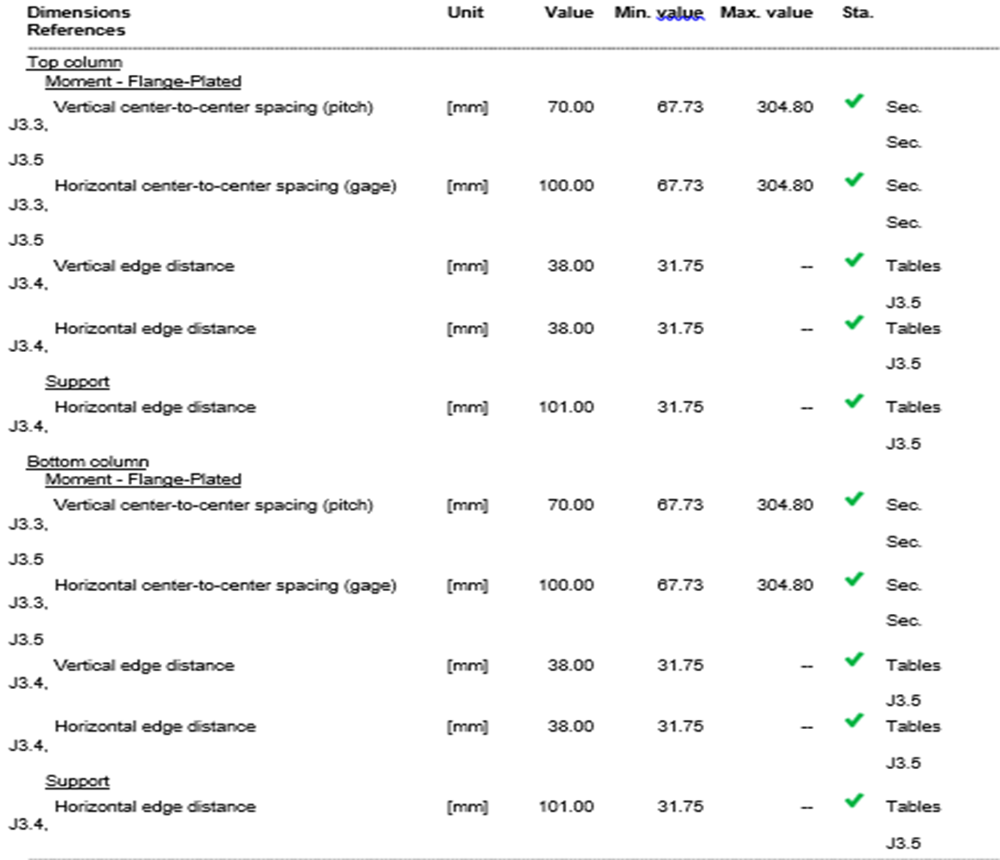 Dimensions Unit Value Min. value Max. value Sta.
References
Top column
Moment - Flange-Plated
Vertical center-to-center spacing (pitch) [mm] 70.00 67.73 304.80 ✔ Sec.
J3.3,
Sec.
J3.5
Horizontal center-to-center spacing (gage) [mm] 100.00 67.73 304.80 ✔ Sec.
J3.3,
Sec.
J3.5
Vertical edge distance [mm] 38.00 31.75 -- ✔ Tables
J3.4,
J3.5
Horizontal edge distance [mm] 38.00 31.75 -- ✔ Tables
J3.4,
J3.5
Support
Horizontal edge distance [mm] 101.00 31.75 -- ✔ Tables
J3.4,
J3.5
Bottom column
Moment - Flange-Plated
Vertical center-to-center spacing (pitch) [mm] 70.00 67.73 304.80 ✔ Sec.
J3.3,
Sec.
J3.5
Horizontal center-to-center spacing (gage) [mm] 100.00 67.73 304.80 ✔ Sec.
J3.3,
Sec.
J3.5
Vertical edge distance [mm] 38.00 31.75 -- ✔ Tables
J3.4,
J3.5
Horizontal edge distance [mm] 38.00 31.75 -- ✔ Tables
J3.4,
J3.5
Support
Horizontal edge distance [mm] 101.00 31.75 -- ✔ Tables
J3.4,
J3.5